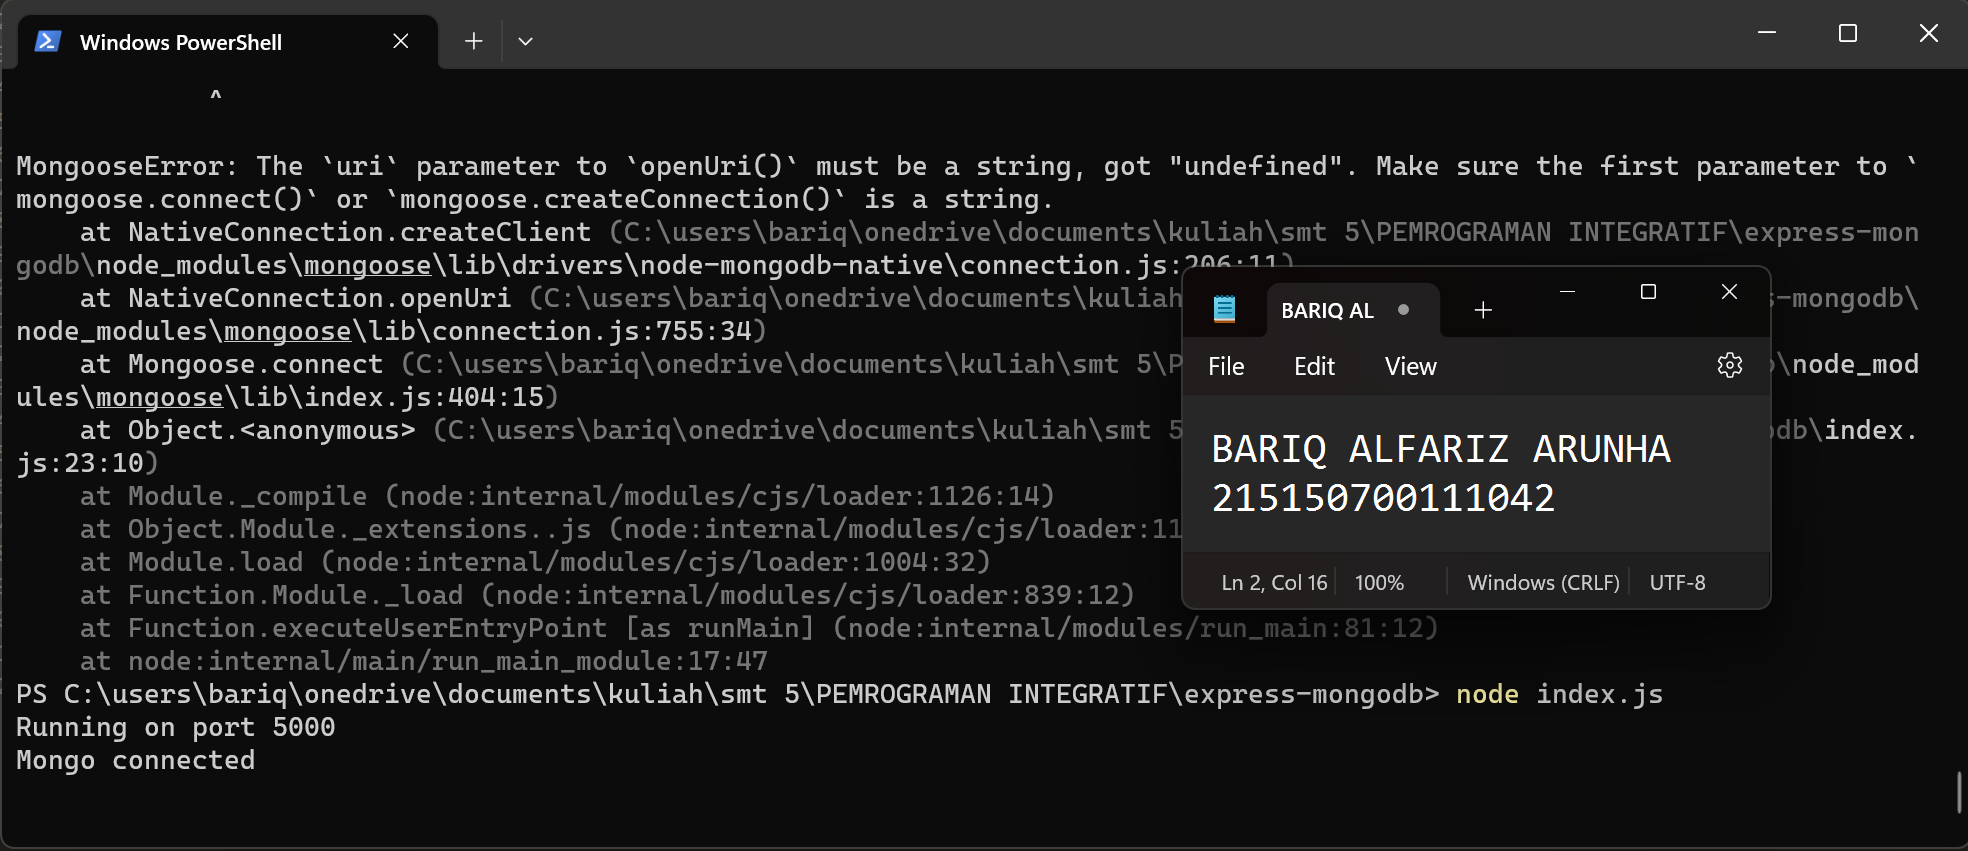 Windows PowerShell
^
MongooseError: The `uri` parameter to `openUri()` must be a string, got "undefined". Make sure the first parameter to `
mongoose.connect()` or `mongoose.createConnection()` is a string.
at NativeConnection.createClient (C:\users\bariq\onedrive\documents\kuliah\smt 5\PEMROGRAMAN INTEGRATIF\express-mon
godb\node_modules\mongoose\lib\drivers\node-mongodb-native\connection.js:206:11)
at NativeConnection.openUri (C:\users\bariq\onedrive\documents\kuliah s-mongodb\
node_modules\mongoose\lib\connection.js:755:34)
at Mongoose.connect (C:\users\bariq\onedrive\documents\kuliah\smt 5\P \node_mod
ules\mongoose\lib\index.js:404:15)
at Object.<anonymous> (C:\users\bariq\onedrive\documents\kuliah\smt 5 odb\index.
js:23:10)
at Module._compile (node:internal/modules/cjs/loader:1126:14)
at Object.Module._extensions..js (node:internal/modules/cjs/loader:11
at Module.load (node:internal/modules/cjs/loader:1004:32)
at Function.Module._load (node:internal/modules/cjs/loader:839:12)
at Function.executeUserEntryPoint [as runMain] (node:internal/modules/run_main:81:12)
at node:internal/main/run_main_module:17:47
PS C:\users\bariq\onedrive\documents\kuliah\smt 5\PEMROGRAMAN INTEGRATIF\express-mongodb> node index.js
Running on port 5000
Mongo connected
BARIQ AL
File Edit View
BARIQ ALFARIZ ARUNHA
215150700111042
Ln 2, Col 16 100% Windows (CRLF) UTF-8